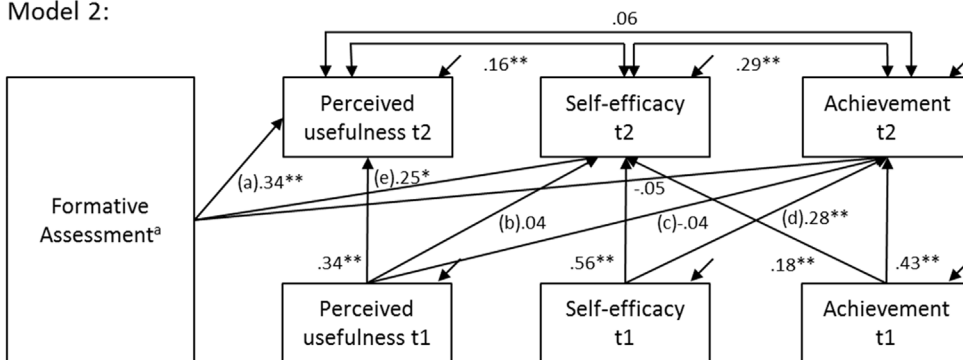 Model 2:
.06
.16**
.29**
Perceived
usefulness t2
Self-efficacy
t2
Achievement
t2
(a).34**
(e).25*
-.05
Formative
Assessmentᵃ
(b).04
(c)-.04
(d).28**
.34**
.56**
.18**
.43**
Perceived
usefulness t1
Self-efficacy
t1
Achievement
t1